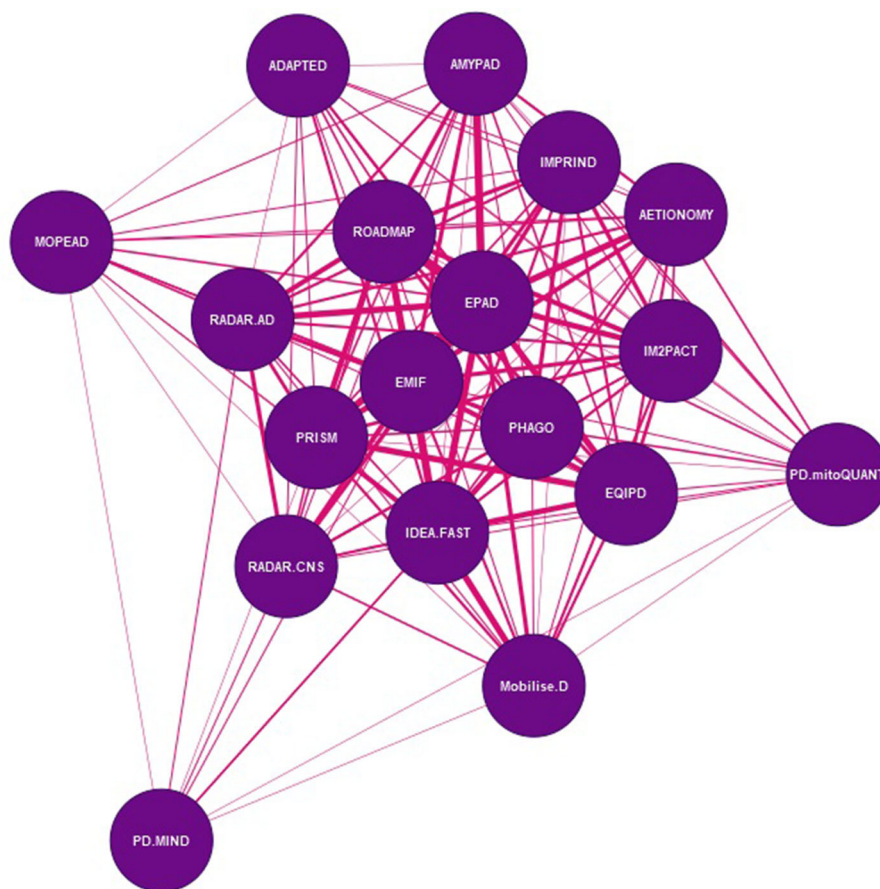 ADAPTED
AMYPAD
IMPRIND
AETIONOMY
MOPEAD
ROADMAP
EPAD
RADAR.AD
IM2PACT
EMIF
PRISM
PHAGO
PD.mitoQUANT
EQIPD
IDEA.FAST
RADAR.CNS
Mobilise.D
PD.MIND